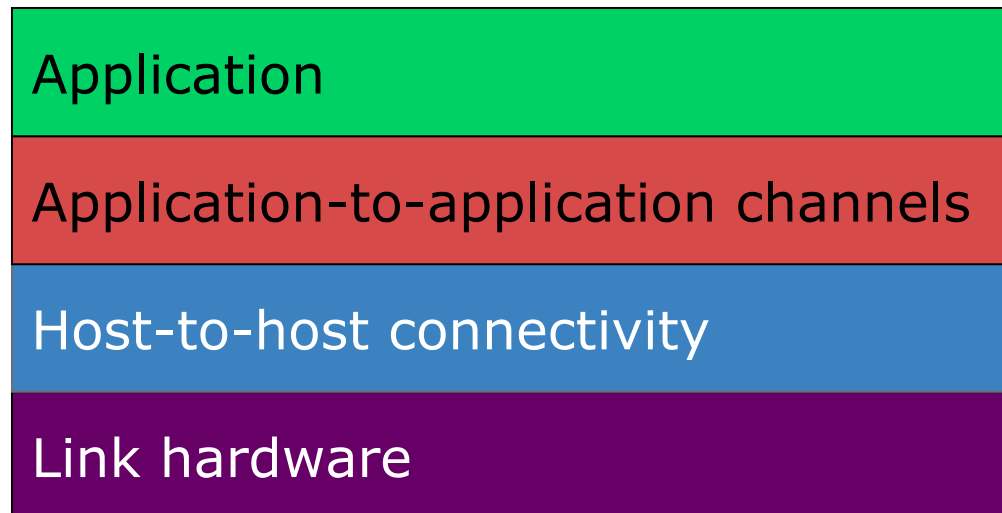 Application
Application-to-application channels
Host-to-host connectivity
Link hardware